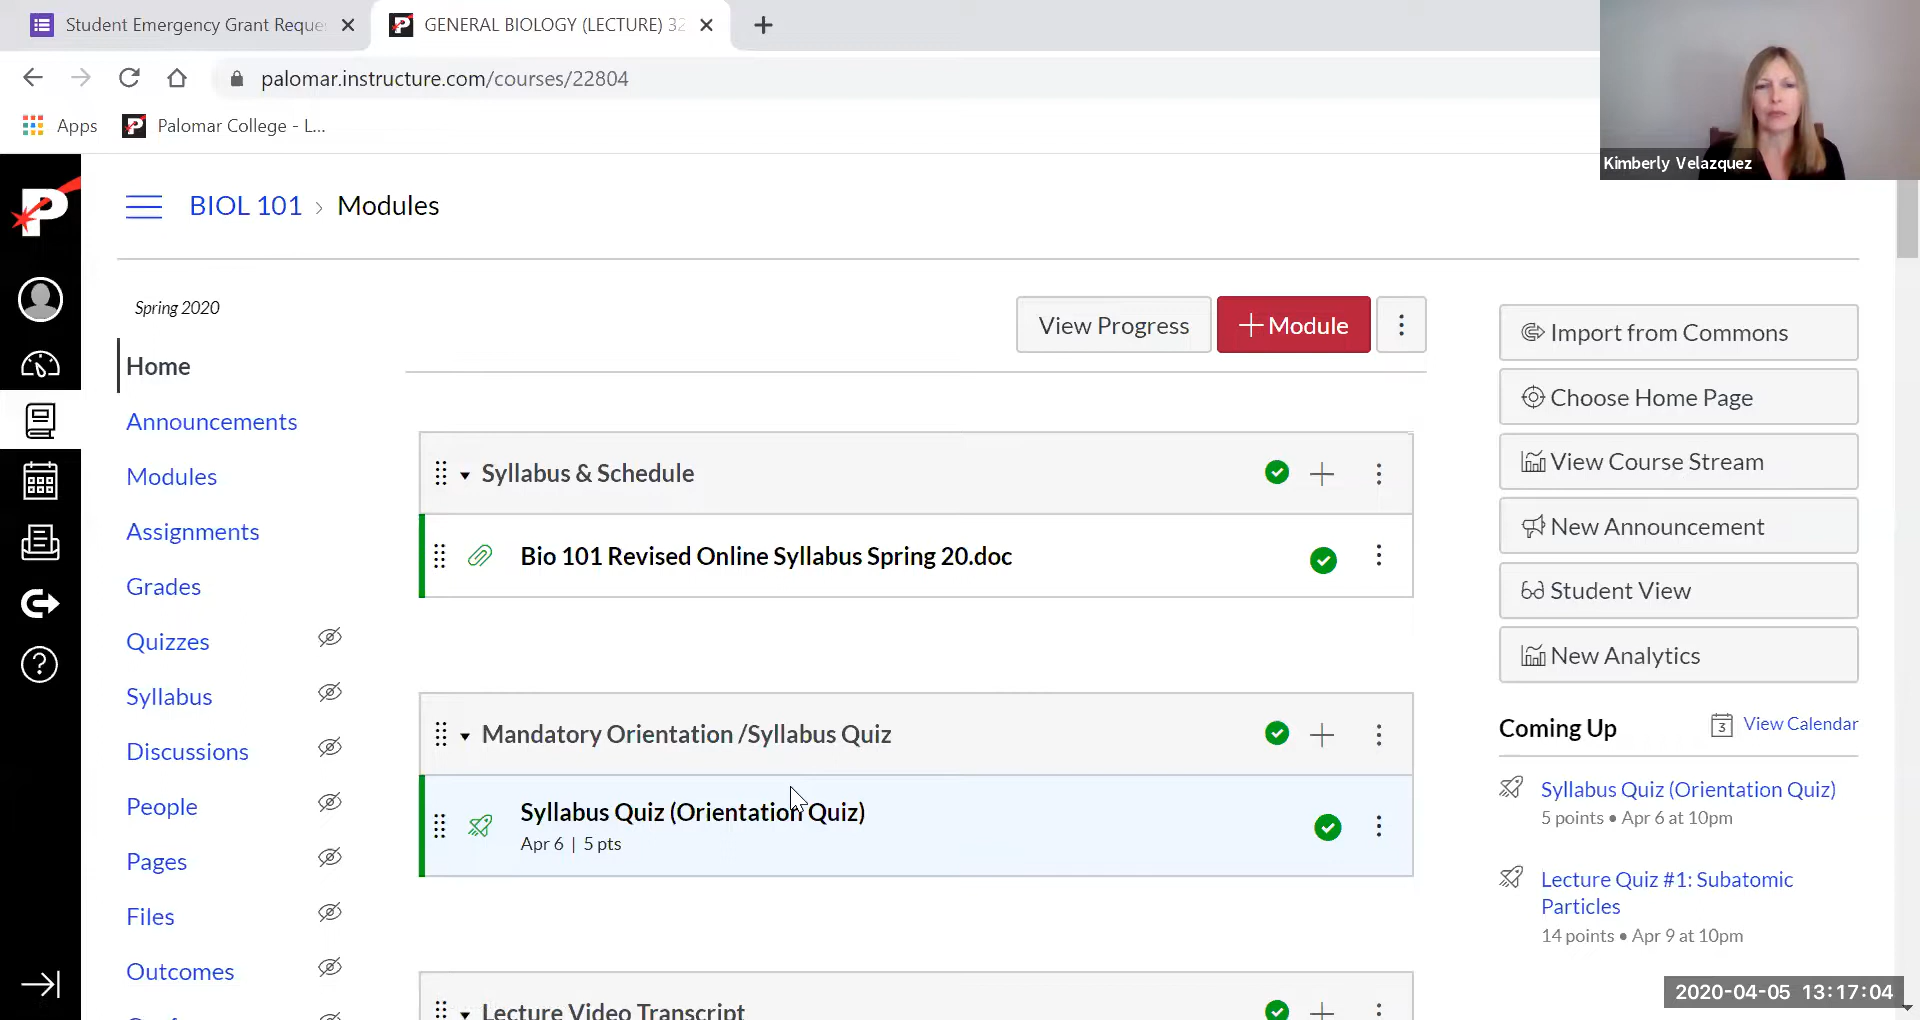 Student Emergency Grant Reque
GENERAL BIOLOGY (LECTURE) 32
palomar.instructure.com/courses/22804
Apps
Palomar College - L...
Kimberly Velazquez
BIOL 101 › Modules
Spring 2020
Home
Announcements
Modules
Assignments
Grades
Quizzes
Syllabus
Discussions
People
Pages
Files
Outcomes
View Progress
+ Module
Syllabus & Schedule
Bio 101 Revised Online Syllabus Spring 20.doc
Mandatory Orientation /Syllabus Quiz
Syllabus Quiz (Orientation Quiz)
Apr 6 | 5 pts
Lecture Video Transcript
Import from Commons
Choose Home Page
View Course Stream
New Announcement
Student View
New Analytics
Coming Up
3
View Calendar
Syllabus Quiz (Orientation Quiz)
5 points • Apr 6 at 10pm
Lecture Quiz #1: Subatomic
Particles
14 points • Apr 9 at 10pm
2020-04-05 13:17:04